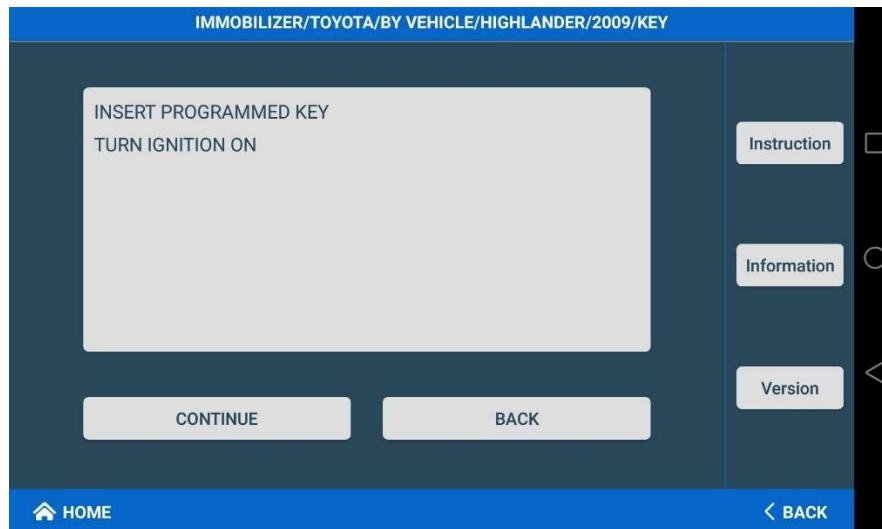 IMMOBILIZER/TOYOTA/BY VEHICLE/HIGHLANDER/2009/KEY
INSERT PROGRAMMED KEY
TURN IGNITION ON
Instruction
Information
Version
CONTINUE
BACK
HOME
BACK